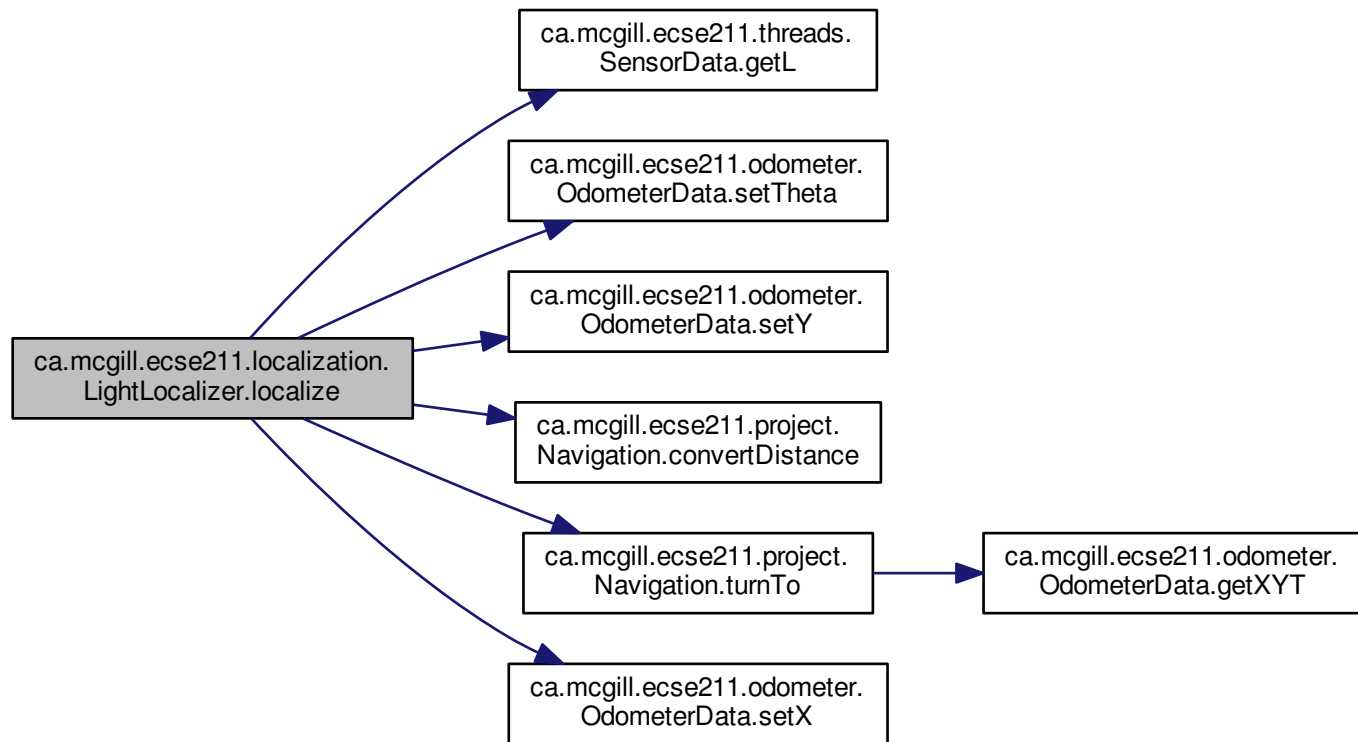 ca.mcgill.ecse211.threads.
SensorData.getL
ca.mcgill.ecse211.odometer.
OdometerData.setTheta
ca.mcgill.ecse211.odometer.
OdometerData.setY
ca.mcgill.ecse211.localization.
LightLocalizer.localize
ca.mcgill.ecse211.project.
Navigation.convertDistance
ca.mcgill.ecse211.project.
Navigation.turnTo
ca.mcgill.ecse211.odometer.
OdometerData.getXYT
ca.mcgill.ecse211.odometer.
OdometerData.setX